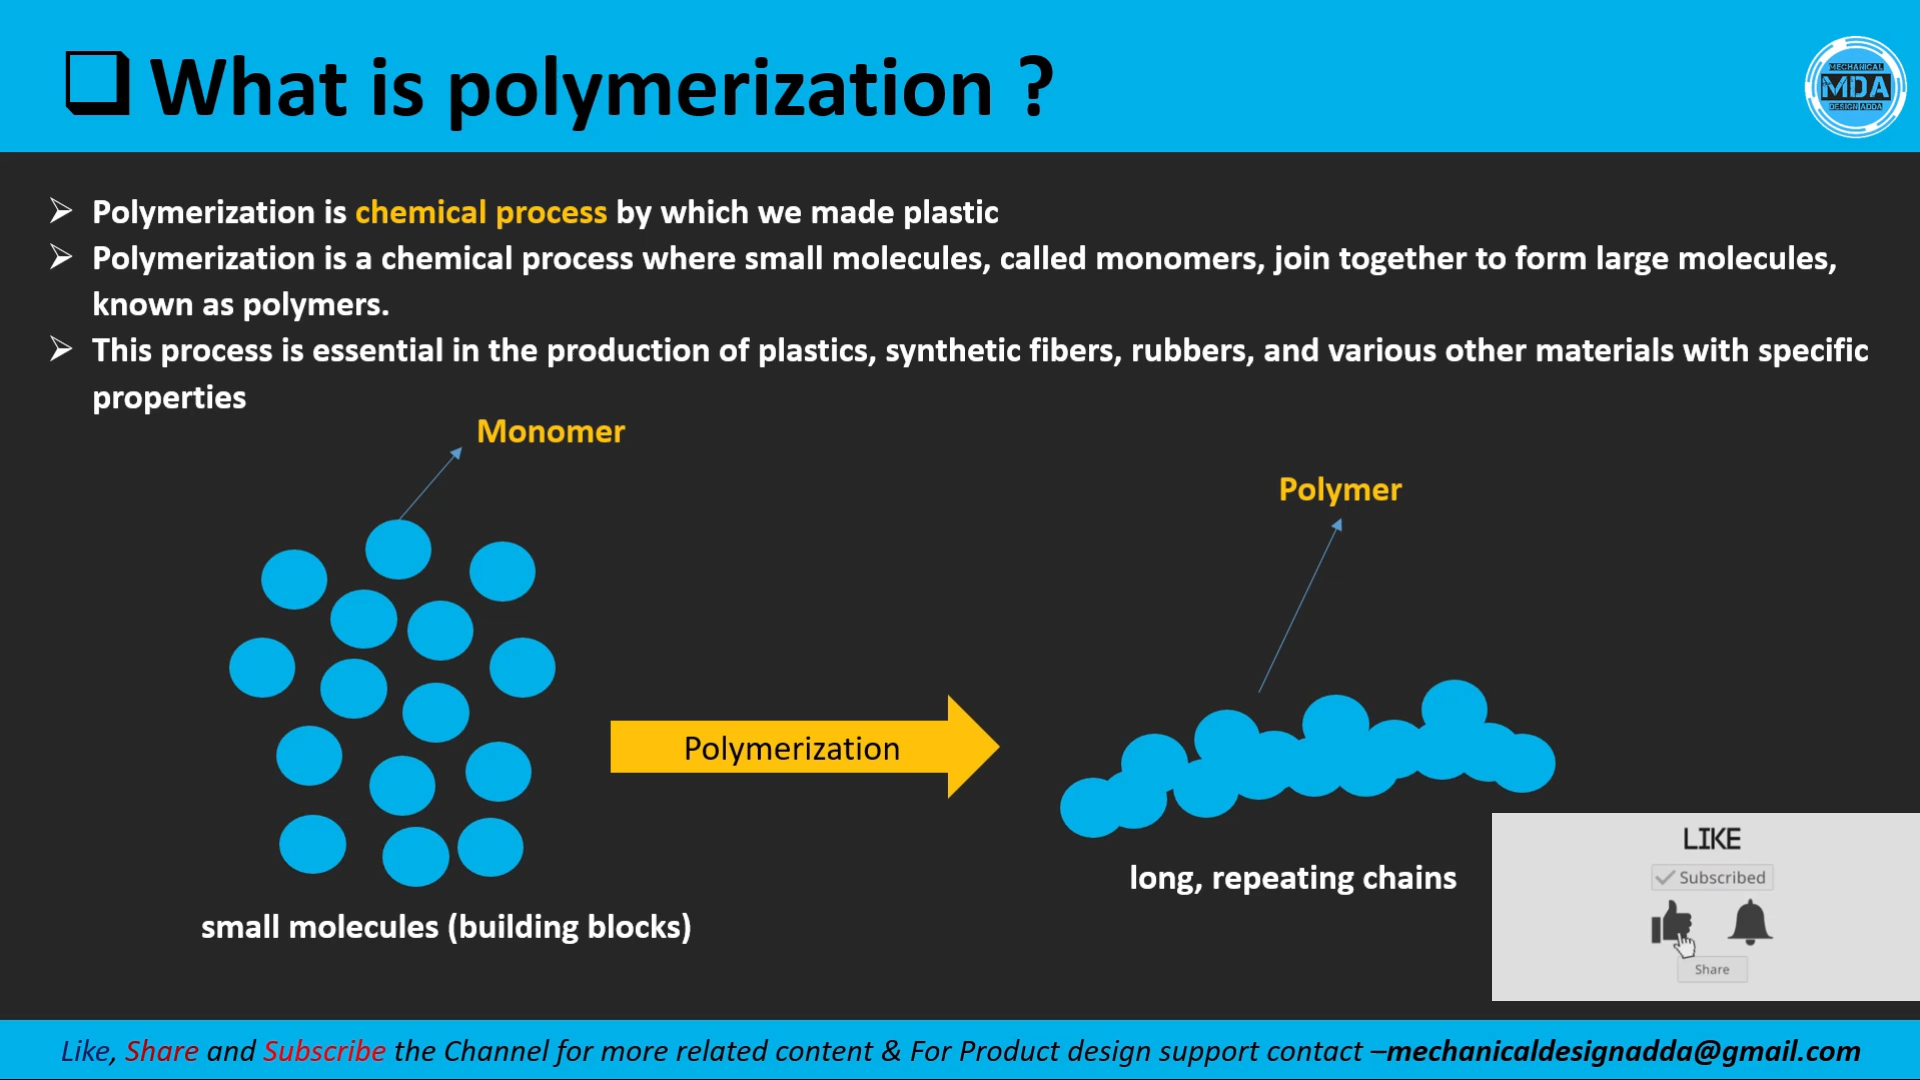 What is polymerization ?
MECHANICAL
MDA
DESIGN ADDA
Polymerization is chemical process by which we made plastic
Polymerization is a chemical process where small molecules, called monomers, join together to form large molecules,
known as polymers.
This process is essential in the production of plastics, synthetic fibers, rubbers, and various other materials with specific
properties
Monomer
Polymer
Polymerization
long, repeating chains
small molecules (building blocks)
LIKE
Subscribed
Share
Like, Share and Subscribe the Channel for more related content & For Product design support contact –mechanicaldesignadda@gmail.com